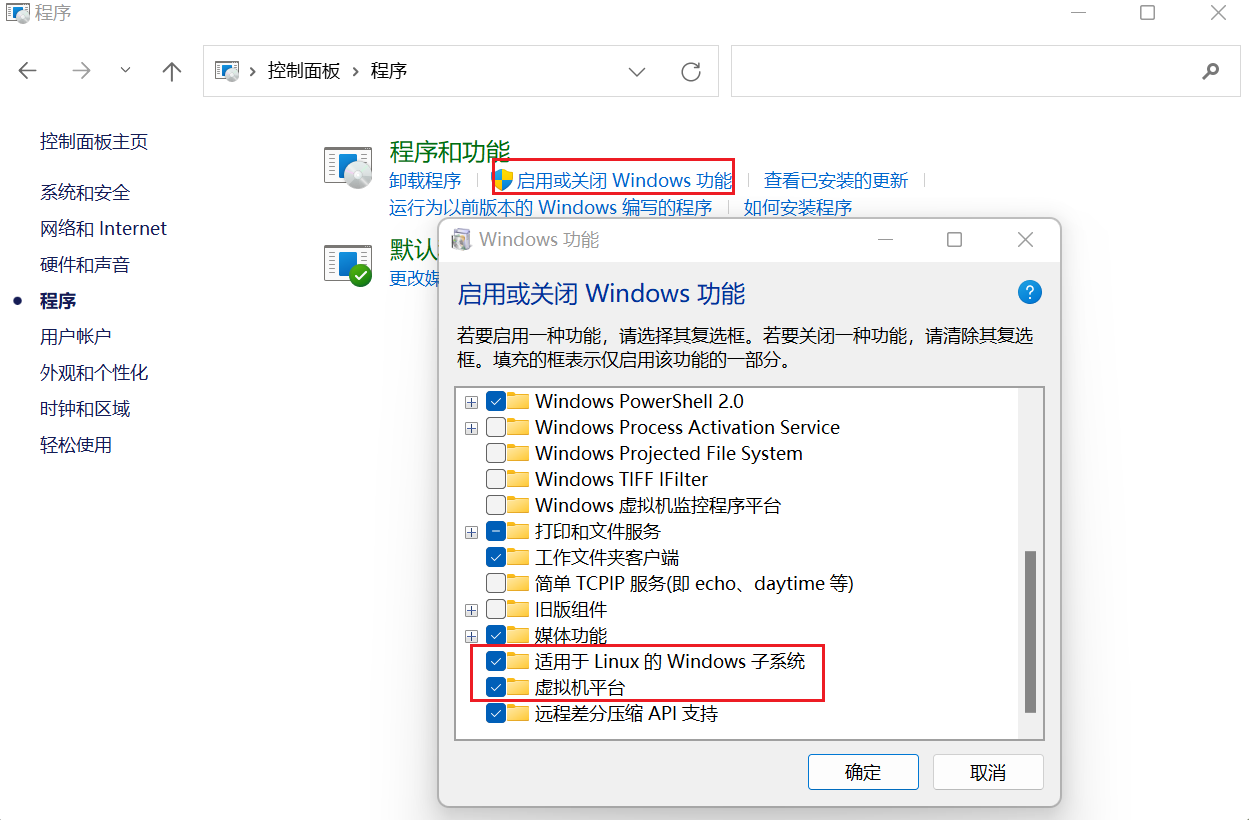 程序
控制面板 › 程序
控制面板主页
系统和安全
网络和 Internet
硬件和声音
程序
用户帐户
外观和个性化
时钟和区域
轻松使用
程序和功能
卸载程序 启用或关闭 Windows 功能 查看已安装的更新
运行为以前版本的 Windows 编写的程序 如何安装程序
默认
更改媒
Windows 功能
启用或关闭 Windows 功能
若要启用一种功能，请选择其复选框。若要关闭一种功能，请清除其复选
框。填充的框表示仅启用该功能的一部分。
Windows PowerShell 2.0
Windows Process Activation Service
Windows Projected File System
Windows TIFF IFilter
Windows 虚拟机监控程序平台
打印和文件服务
工作文件夹客户端
简单 TCPIP 服务(即 echo、daytime 等)
旧版组件
媒体功能
适用于 Linux 的 Windows 子系统
虚拟机平台
远程差分压缩 API 支持
确定 取消